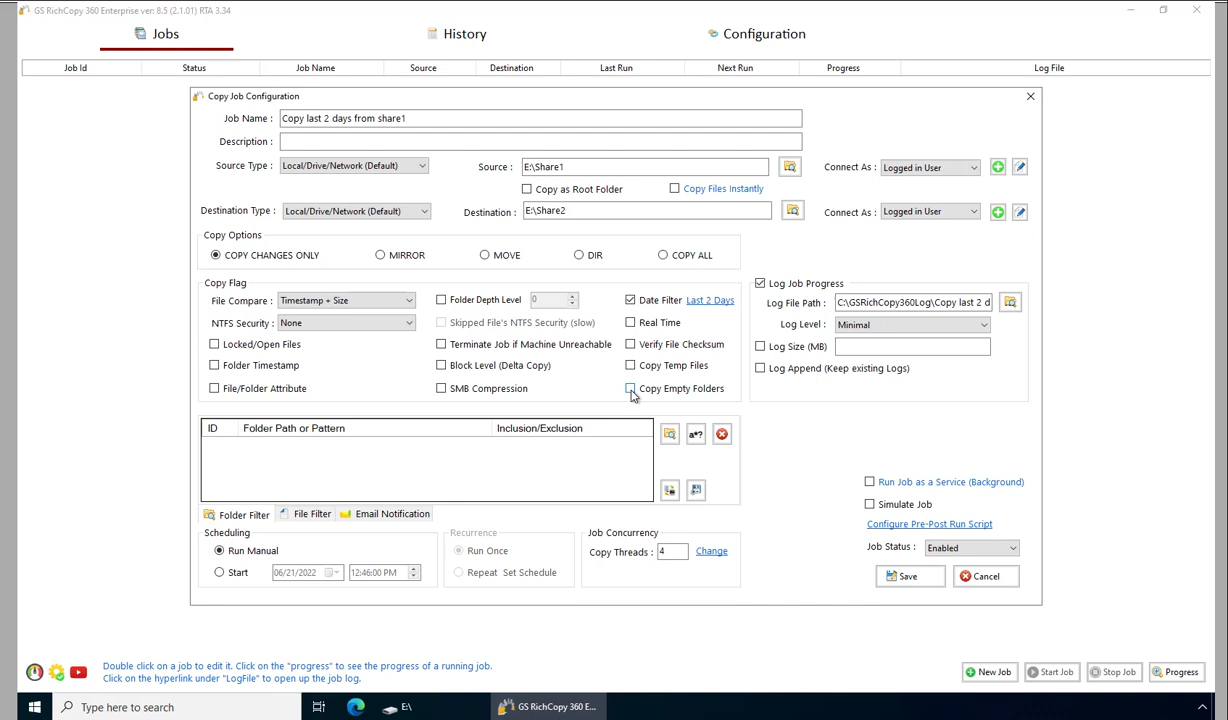 GS RichCopy 360 Enterprise ver: 8.5 (2.1.01) RTA 3.34
Jobs History Configuration
Job Id Status Job Name Source Destination Last Run Next Run Progress Log File
Copy Job Configuration
Job Name : Copy last 2 days from share1
Description :
Source Type : Local/Drive/Network (Default) Source : E:\Share1 Connect As : Logged in User
Copy as Root Folder Copy Files Instantly
Destination Type : Local/Drive/Network (Default) Destination : E:\Share2 Connect As : Logged in User
Copy Options
COPY CHANGES ONLY MIRROR MOVE DIR COPY ALL
Copy Flag Log Job Progress
File Compare : Timestamp + Size Folder Depth Level 0 Date Filter Last 2 Days Log File Path : C:\GSRichCopy360Log\Copy last 2 d
NTFS Security : None Skipped File's NTFS Security (slow) Real Time Log Level : Minimal
Locked/Open Files Terminate Job if Machine Unreachable Verify File Checksum Log Size (MB)
Folder Timestamp Block Level (Delta Copy) Copy Temp Files Log Append (Keep existing Logs)
File/Folder Attribute SMB Compression Copy Empty Folders
ID Folder Path or Pattern Inclusion/Exclusion a*?
Run Job as a Service (Background)
Simulate Job
Folder Filter File Filter Email Notification
Configure Pre-Post Run Script
Scheduling Recurrence Job Concurrency
Run Manual Run Once Copy Threads : 4 Change Job Status : Enabled
Start 06/21/2022 12:46:00 PM Repeat Set Schedule Save Cancel
Double click on a job to edit it. Click on the "progress" to see the progress of a running job.
Click on the hyperlink under "LogFile" to open up the job log.
New Job Start Job Stop Job Progress
Type here to search E:\ GS RichCopy 360 E...